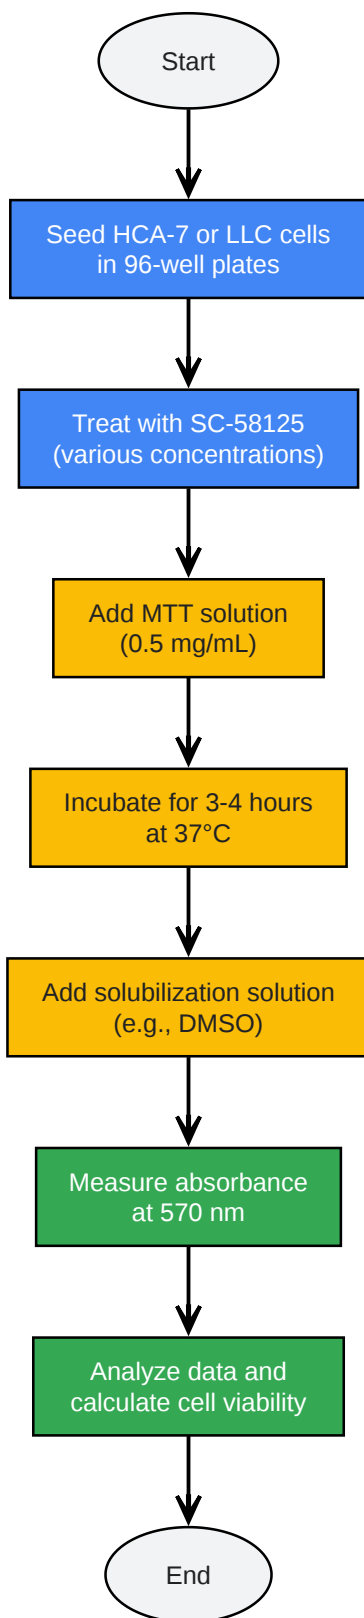 Start
Seed HCA-7 or LLC cells
in 96-well plates
Treat with SC-58125
(various concentrations)
Add MTT solution
(0.5 mg/mL)
Incubate for 3-4 hours
at 37°C
Add solubilization solution
(e.g., DMSO)
Measure absorbance
at 570 nm
Analyze data and
calculate cell viability
End